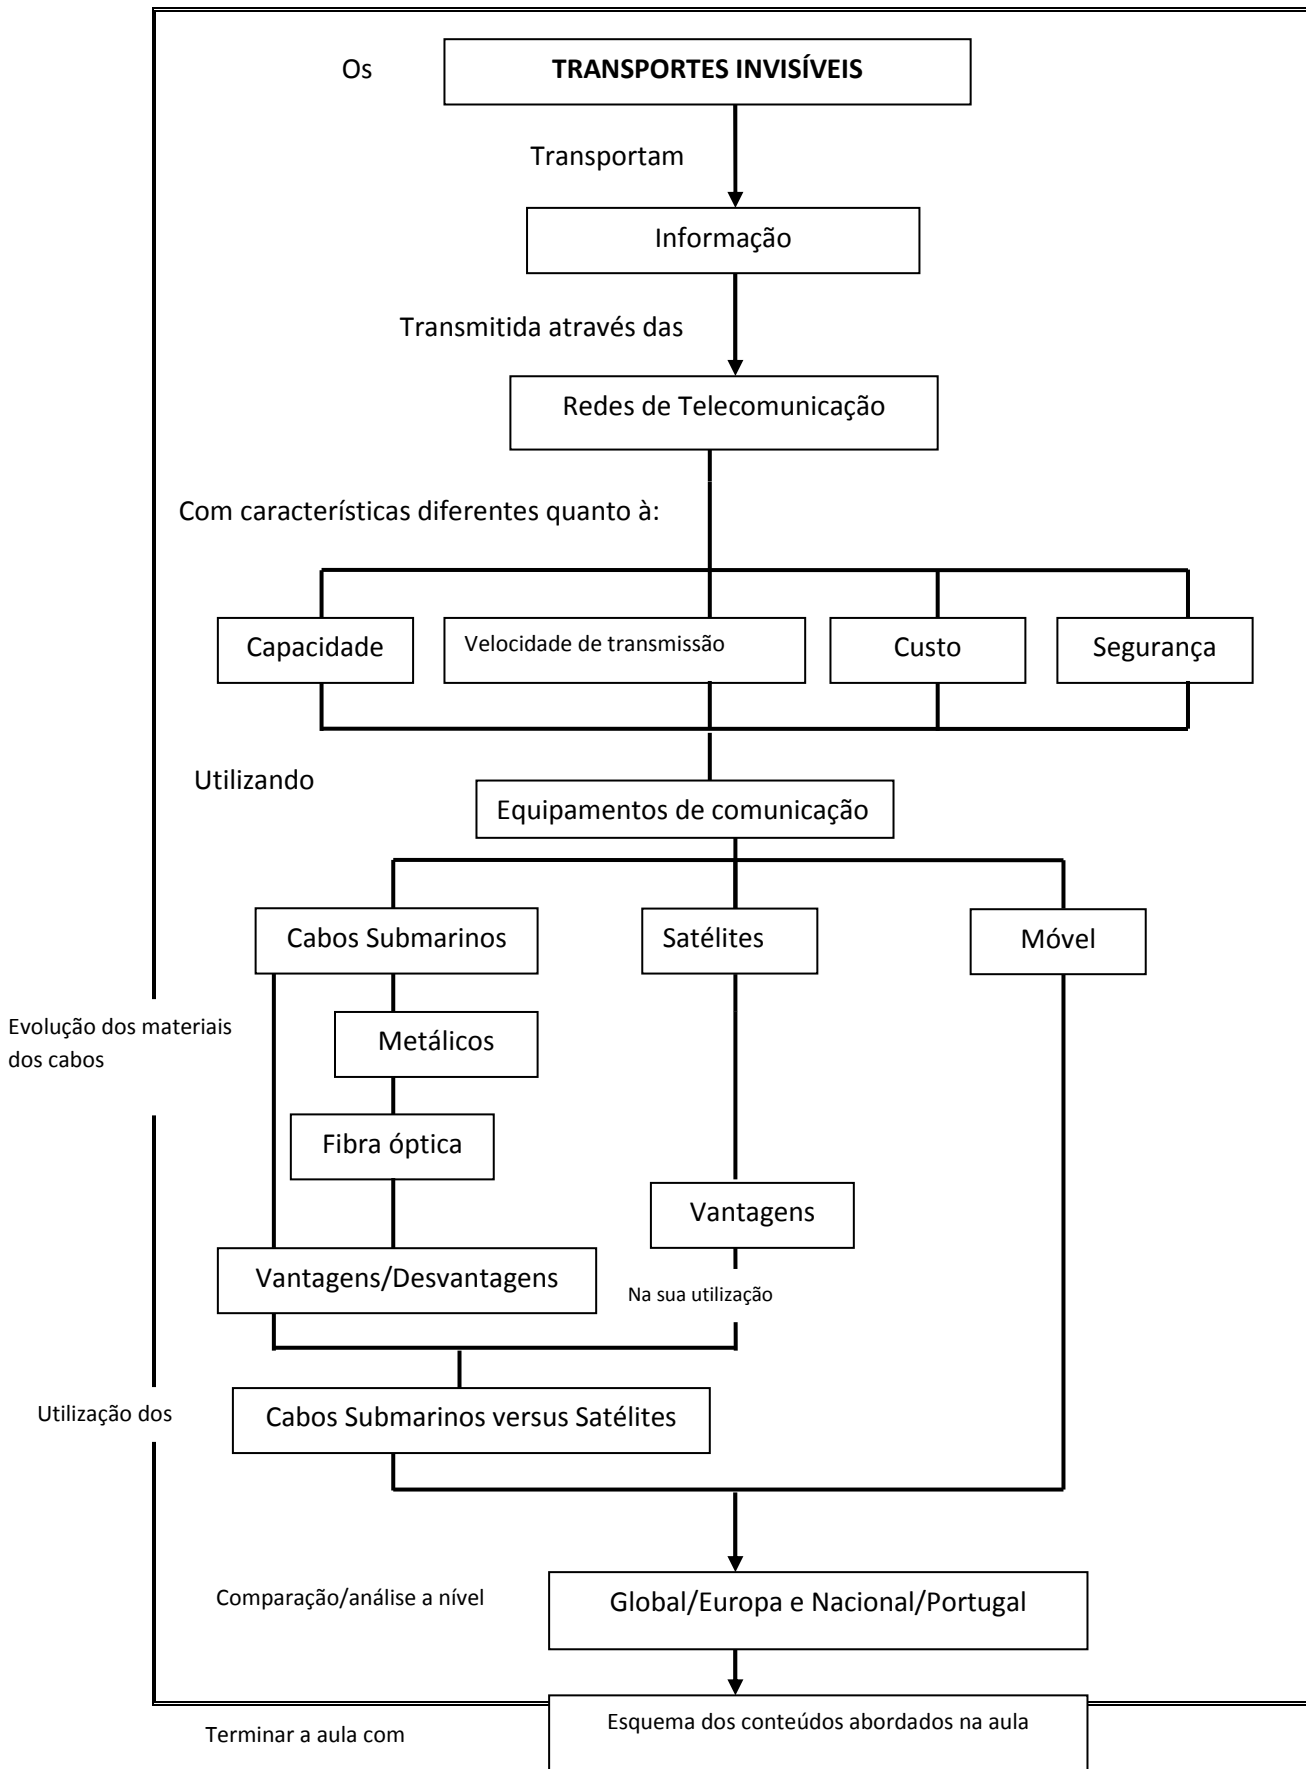 Os
TRANSPORTES INVISÍVEIS
Transportam
Informação
Transmitida através das
Redes de Telecomunicação
Com características diferentes quanto à:
Capacidade
Velocidade de transmissão
Custo
Segurança
Utilizando
Equipamentos de comunicação
Cabos Submarinos
Satélites
Móvel
Evolução dos materiais
dos cabos
Metálicos
Fibra óptica
Vantagens
Vantagens/Desvantagens
Na sua utilização
Utilização dos
Cabos Submarinos versus Satélites
Comparação/análise a nível
Global/Europa e Nacional/Portugal
Terminar a aula com
Esquema dos conteúdos abordados na aula